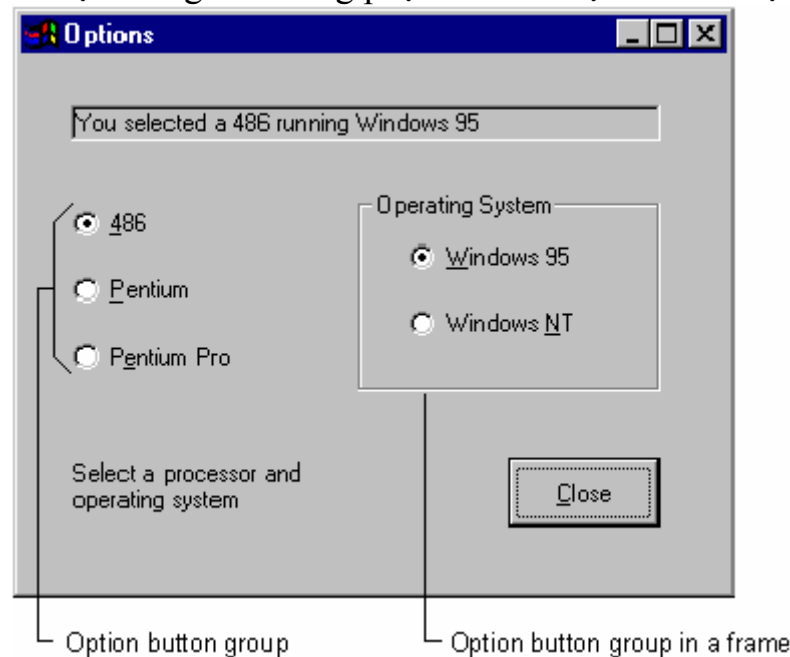 Options
You selected a 486 running Windows 95
486
Pentium
Pentium Pro
Operating System
Windows 95
Windows NT
Select a processor and
operating system
Close
Option button group
Option button group in a frame